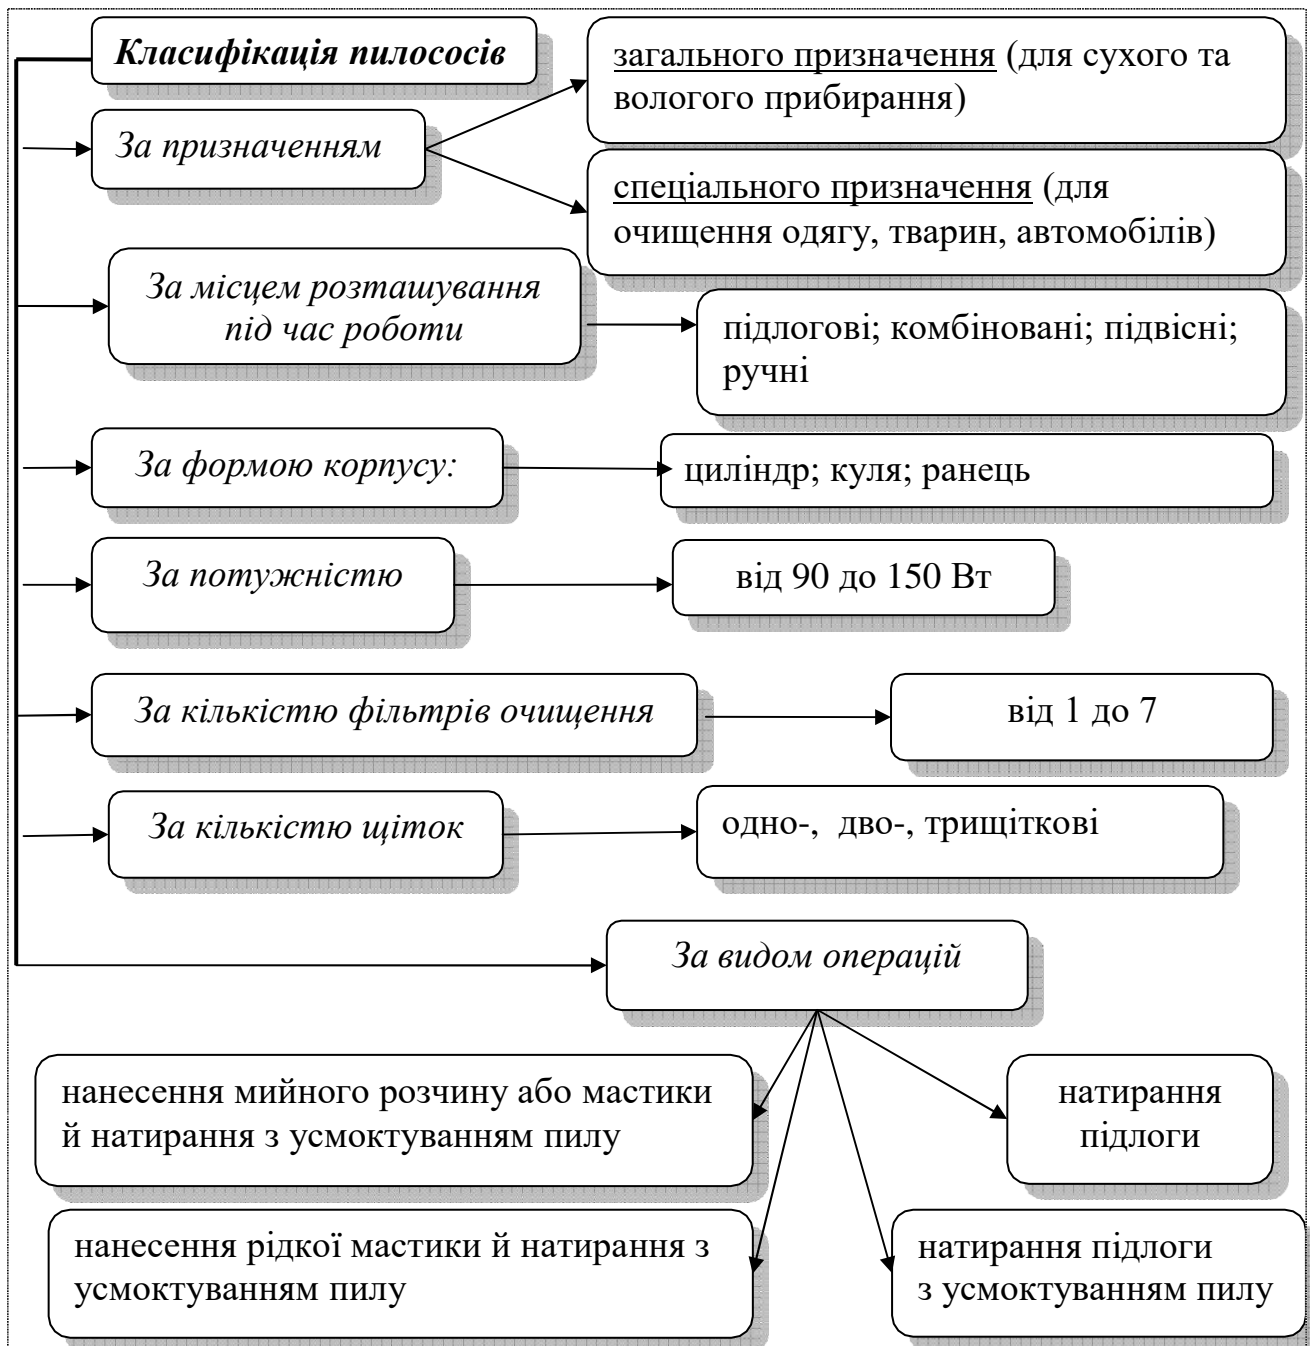 Класифікація пилососів
загального призначення (для сухого та
вологого прибирання)
За призначенням
спеціального призначення (для
очищення одягу, тварин, автомобілів)
За місцем розташування
під час роботи
підлогові; комбіновані; підвісні;
ручні
За формою корпусу:
циліндр; куля; ранець
За потужністю
від 90 до 150 Вт
За кількістю фільтрів очищення
від 1 до 7
За кількістю щіток
одно-, дво-, трищіткові
За видом операцій
нанесення мийного розчину або мастики
й натирання з усмоктуванням пилу
натирання
підлоги
нанесення рідкої мастики й натирання з
усмоктуванням пилу
натирання підлоги
з усмоктуванням пилу